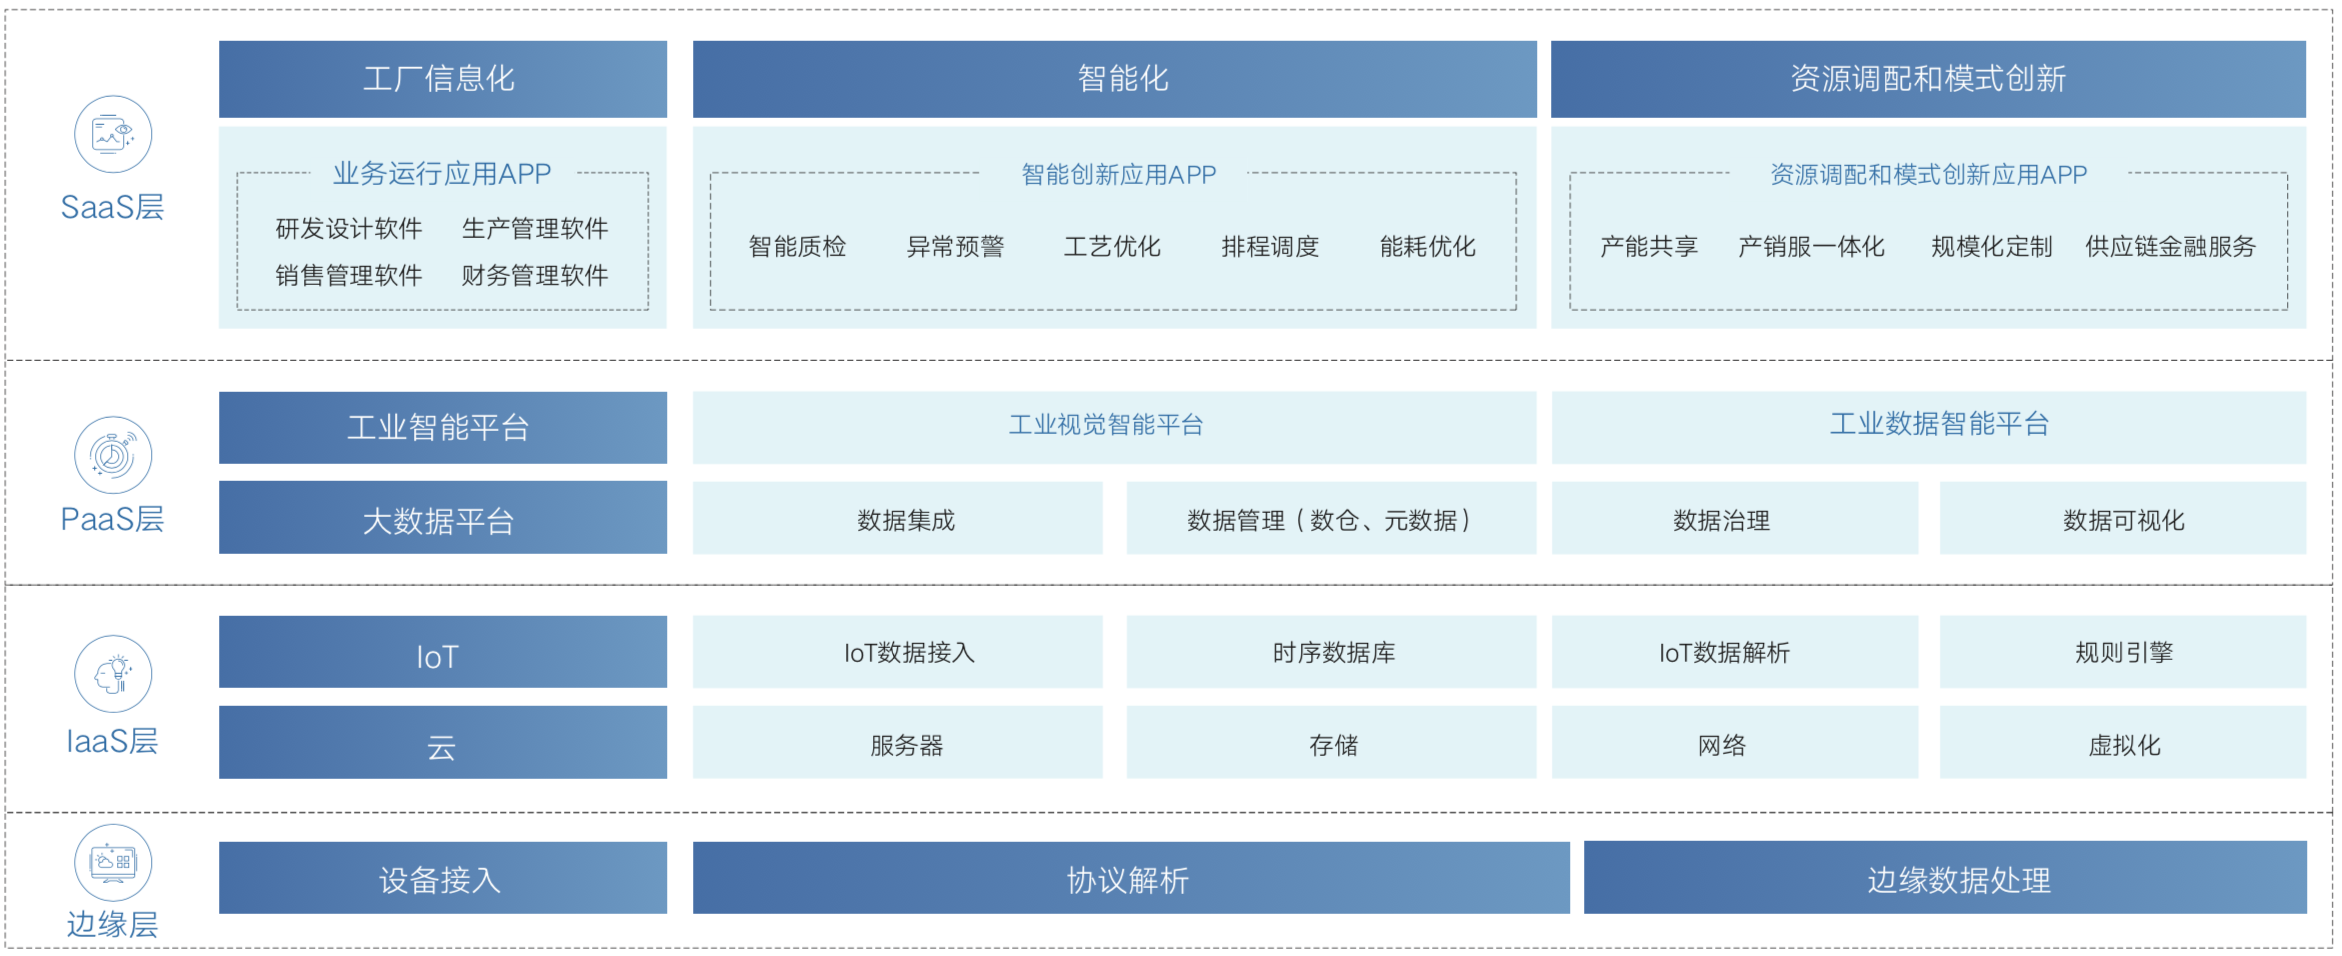 工厂信息化
智能化
资源调配和模式创新
SaaS层
业务运行应用APP
研发设计软件 生产管理软件
销售管理软件 财务管理软件
智能创新应用APP
智能质检 异常预警 工艺优化 排程调度 能耗优化
资源调配和模式创新应用APP
产能共享 产销服一体化 规模化定制 供应链金融服务
PaaS层
工业智能平台
工业视觉智能平台
工业数据智能平台
大数据平台
数据集成
数据管理（数仓、元数据）
数据治理
数据可视化
IaaS层
IoT
IoT数据接入
时序数据库
IoT数据解析
规则引擎
云
服务器
存储
网络
虚拟化
边缘层
设备接入
协议解析
边缘数据处理